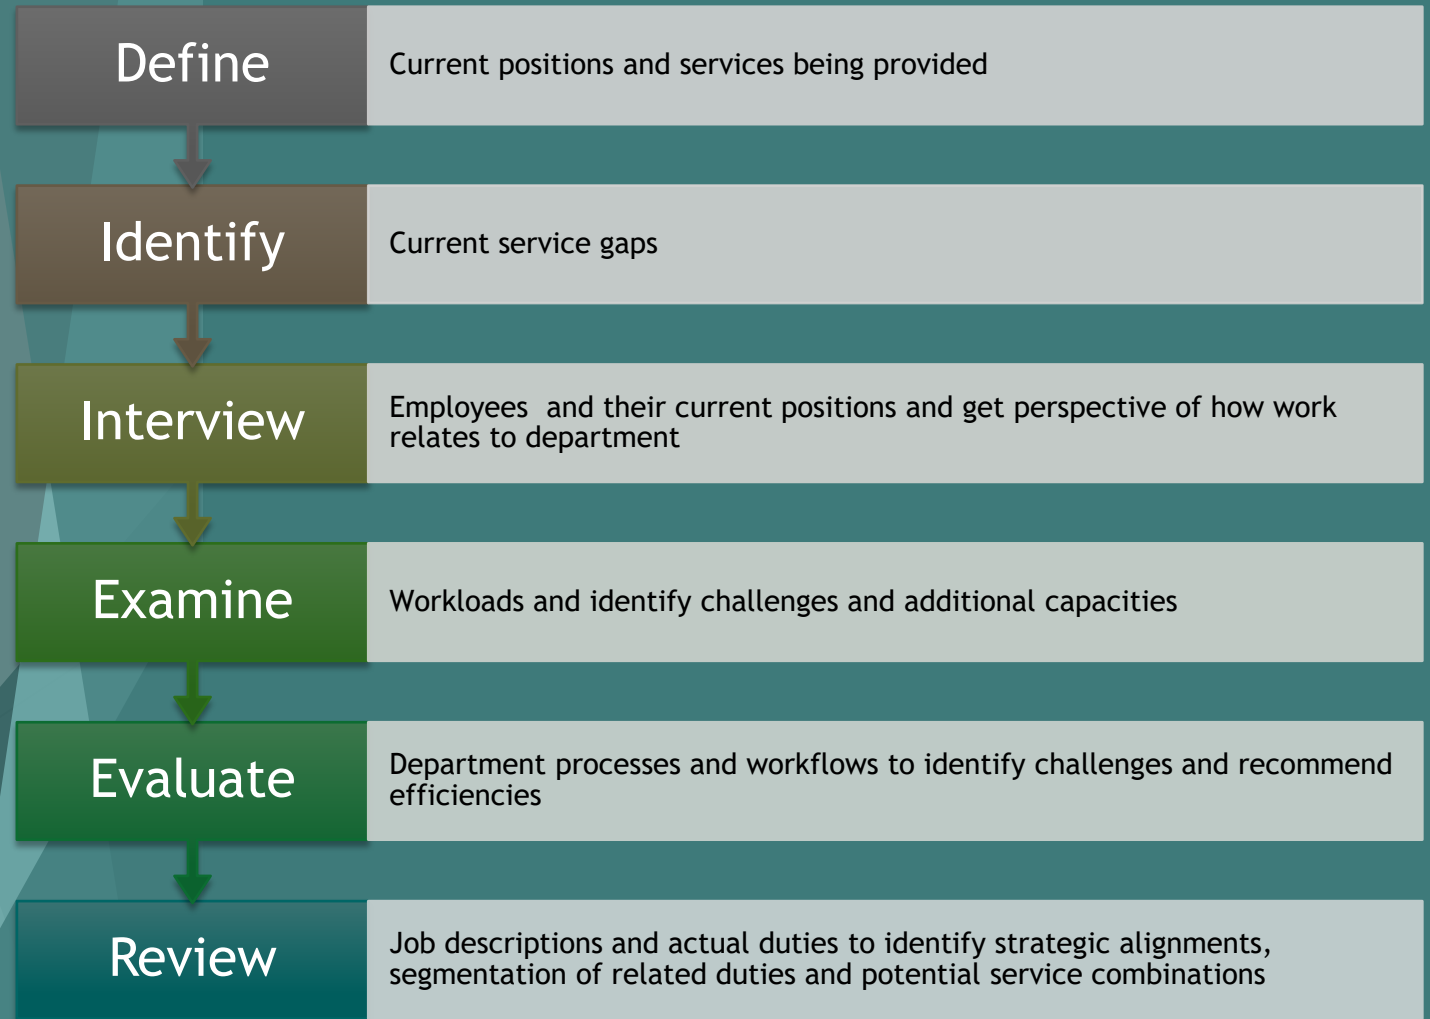 Define
Current positions and services being provided
Identify
Current service gaps
Interview
Employees  and their current positions and get perspective of how work
relates to department
Examine
Workloads and identify challenges and additional capacities
Evaluate
Department processes and workflows to identify challenges and recommend
efficiencies
Review
Job descriptions and actual duties to identify strategic alignments,
segmentation of related duties and potential service combinations